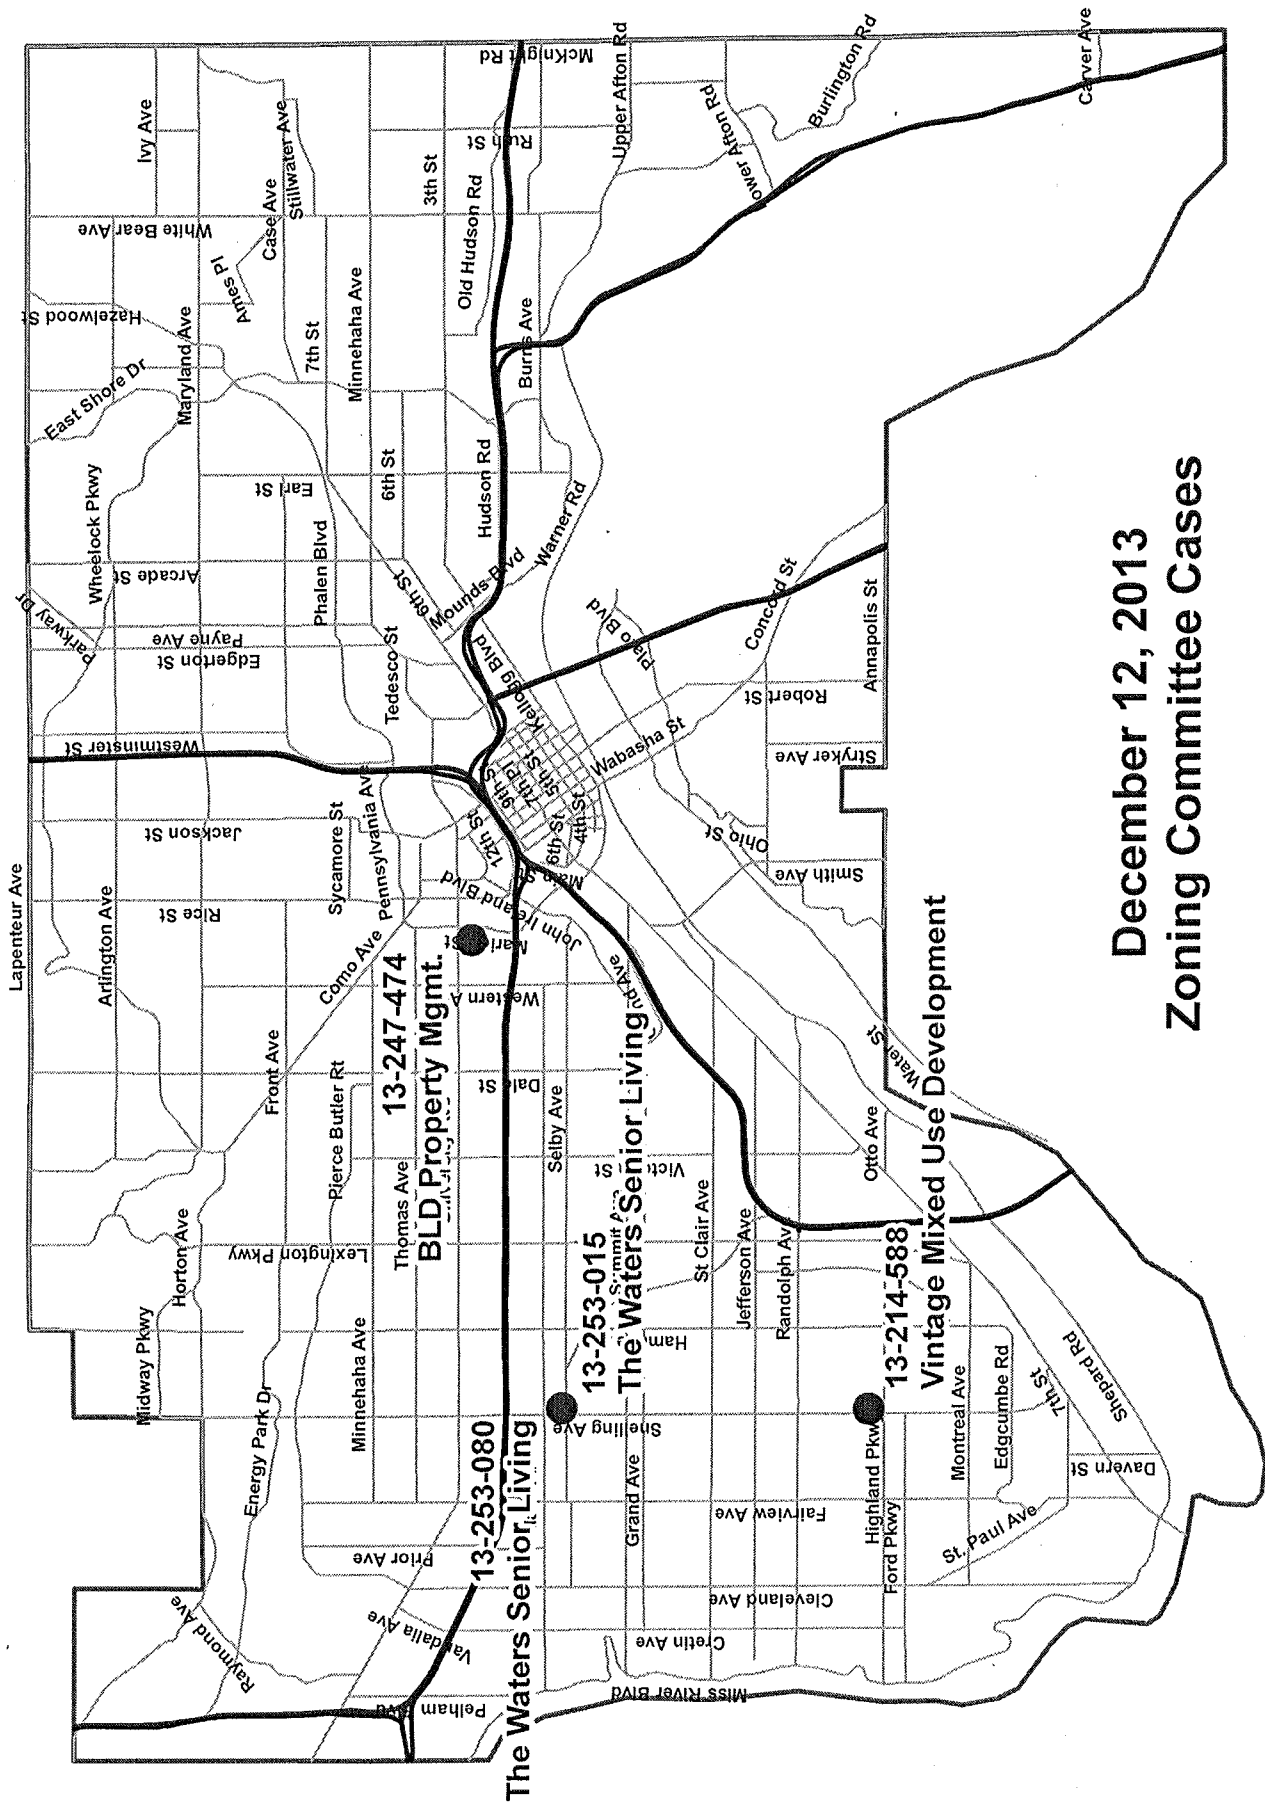 Lapenteur Ave
Arlington Ave
Wheelock Pkwy
Parkway Dr
East Shore Dr
Hazelwood St
Ivy Ave
Midway Pkwy
Horton Ave
Rice St
Jackson St
Westminster St
Edgerton St
Payne Ave
Arcade St
Maryland Ave
White Bear Ave
Ames Pl
Case Ave
Stillwater Ave
Raymond Ave
Energy Park Dr
Lexington Pkwy
Front Ave
Como Ave
Sycamore St
Pennsylvania Ave
Phalen Blvd
Earl St
7th St
Minnehaha Ave
Minnehaha Ave
Pierce Butler Rt
Prior Ave
Vandalia Ave
Pelham Blvd
Thomas Ave
13-247-474
BLD Property Mgmt.
Tedesco St
6th St
6th St
3th St
Old Hudson Rd
Hudson Rd
Ruth St
McKnight Rd
Mounds Blvd
Kellogg Blvd
Warner Rd
Burns Ave
Upper Afton Rd
Burlington Rd
Carver Ave
Western A
John Ireland Blvd
12th St
9th S
7th Pl
5th St
6th St
4th St
Main St
Dale St
Selby Ave
13-253-080
The Waters Senior Living
13-253-015
The Waters Senior Living
Snelling Ave
Ham
Grand Ave
St Clair Ave
Jefferson Ave
Randolph Av
Fairview Ave
Cleveland Ave
Cretin Ave
Miss River Blvd
Wabasha St
Plato Blvd
Concord St
Robert St
Stryker Ave
Annapolis St
Ohio St
Smith Ave
Water St
Otto Ave
13-214-588
Vintage Mixed Use Development
Highland Pkw
Ford Pkwy
Montreal Ave
Edgcumbe Rd
St. Paul Ave
7th St
Shepard Rd
Davern St
December 12, 2013
Zoning Committee Cases